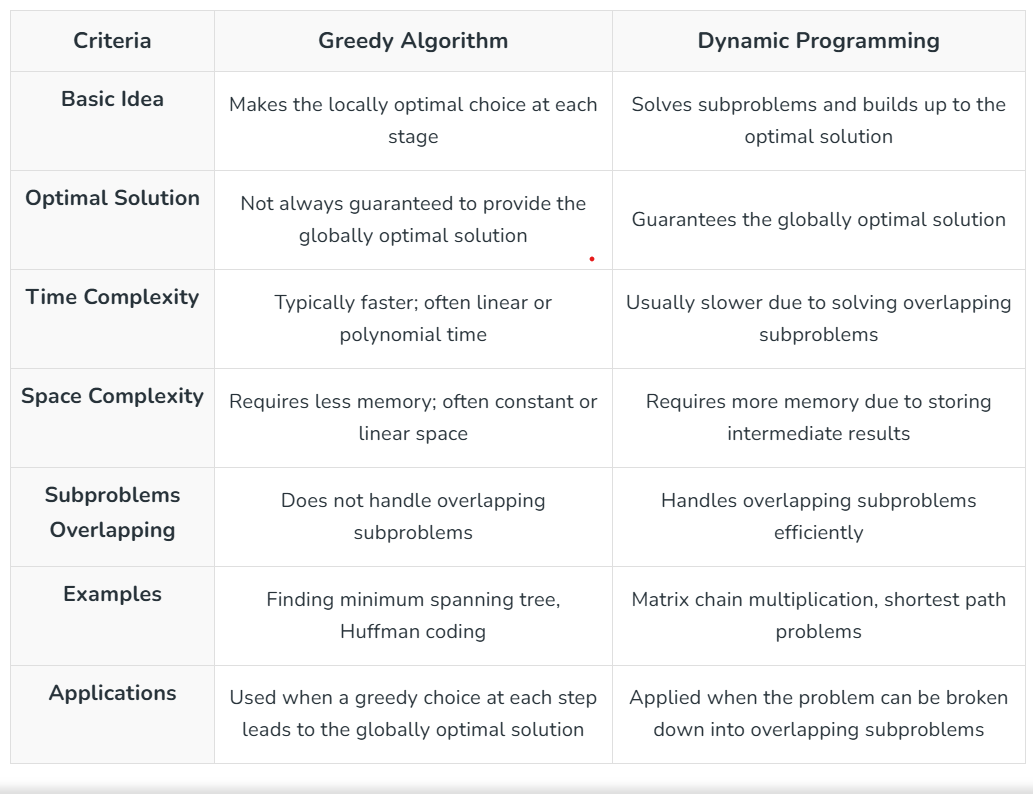 Criteria
Greedy Algorithm
Dynamic Programming
Basic Idea
Makes the locally optimal choice at each
stage
Solves subproblems and builds up to the
optimal solution
Optimal Solution
Not always guaranteed to provide the
globally optimal solution
Guarantees the globally optimal solution
Time Complexity
Typically faster; often linear or
polynomial time
Usually slower due to solving overlapping
subproblems
Space Complexity
Requires less memory; often constant or
linear space
Requires more memory due to storing
intermediate results
Subproblems
Overlapping
Does not handle overlapping
subproblems
Handles overlapping subproblems
efficiently
Examples
Finding minimum spanning tree,
Huffman coding
Matrix chain multiplication, shortest path
problems
Applications
Used when a greedy choice at each step
leads to the globally optimal solution
Applied when the problem can be broken
down into overlapping subproblems